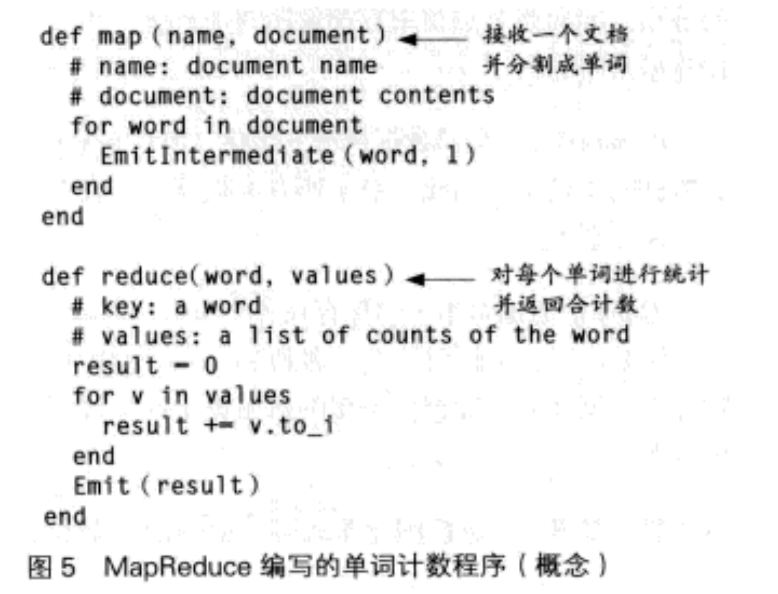 def map (name, document) 接收一个文档
# name: document name 并分割成单词
# document: document contents
for word in document
EmitIntermediate (word, 1)
end
end
def reduce(word, values) 对每个单词进行统计
# key: a word 并返回合计数
# values: a list of counts of the word
result = 0
for v in values
result += v.to_i
end
Emit (result)
end
图 5 MapReduce 编写的单词计数程序（概念）